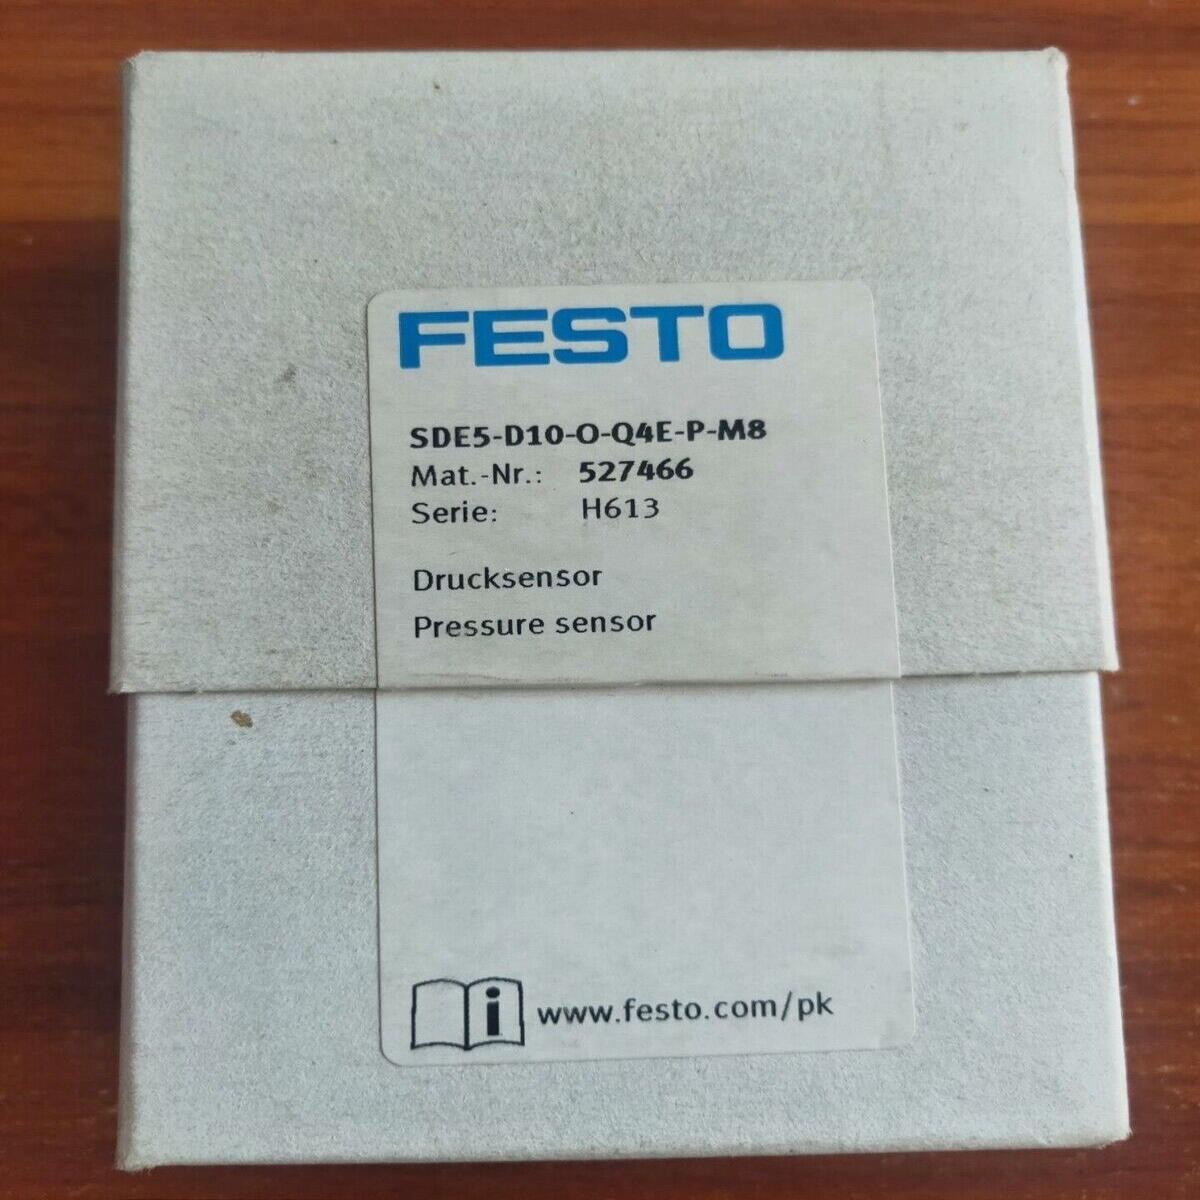 FESTO
SDE5-D10-O-Q4E-P-M8
Mat.-Nr.: 527466
Serie: H613
Drucksensor
Pressure sensor
i www.festo.com/pk